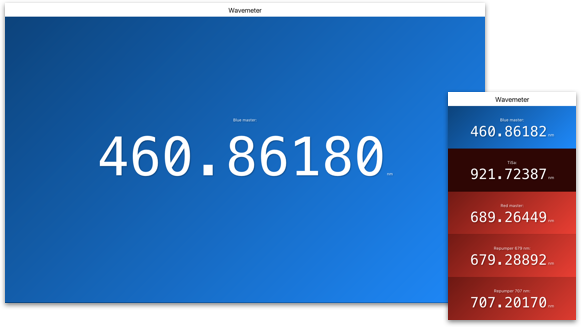 Wavemeter
Blue master:
460.86180 nm
Wavemeter
Blue master:
460.86182 nm
TiSa:
921.72387 nm
Red master:
689.26449 nm
Repumper 679 nm:
679.28892 nm
Repumper 707 nm:
707.20170 nm